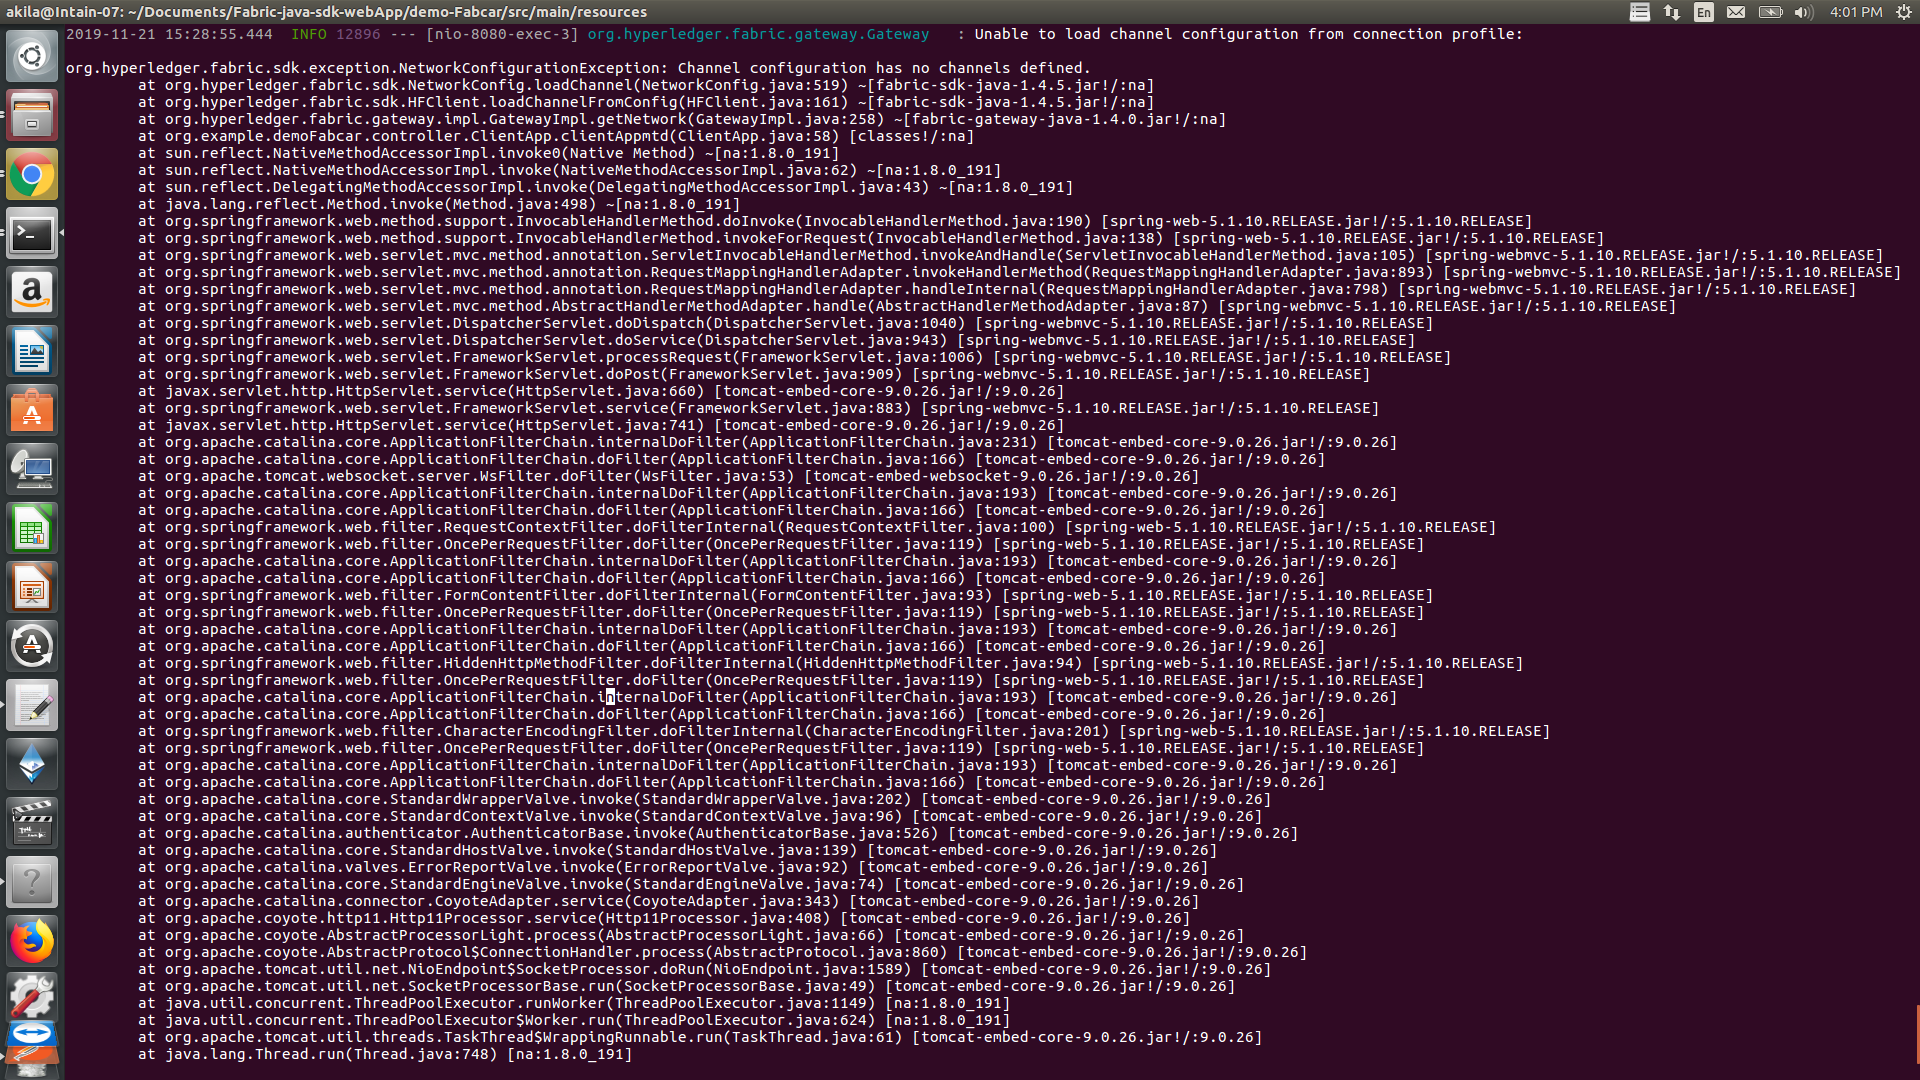 akila@Intain-07: ~/Documents/Fabric-java-sdk-webApp/demo-Fabcar/src/main/resources
En
4:01 PM
2019-11-21 15:28:55.444  INFO 12896 --- [nio-8080-exec-3] org.hyperledger.fabric.gateway.Gateway   : Unable to load channel configuration from connection profile:
org.hyperledger.fabric.sdk.exception.NetworkConfigurationException: Channel configuration has no channels defined.
at org.hyperledger.fabric.sdk.NetworkConfig.loadChannel(NetworkConfig.java:519) ~[fabric-sdk-java-1.4.5.jar!/:na]
at org.hyperledger.fabric.sdk.HFClient.loadChannelFromConfig(HFClient.java:161) ~[fabric-sdk-java-1.4.5.jar!/:na]
at org.hyperledger.fabric.gateway.impl.GatewayImpl.getNetwork(GatewayImpl.java:258) ~[fabric-gateway-java-1.4.0.jar!/:na]
at org.example.demoFabcar.controller.ClientApp.clientAppmtd(ClientApp.java:58) [classes!/:na]
at sun.reflect.NativeMethodAccessorImpl.invoke0(Native Method) ~[na:1.8.0_191]
at sun.reflect.NativeMethodAccessorImpl.invoke(NativeMethodAccessorImpl.java:62) ~[na:1.8.0_191]
at sun.reflect.DelegatingMethodAccessorImpl.invoke(DelegatingMethodAccessorImpl.java:43) ~[na:1.8.0_191]
at java.lang.reflect.Method.invoke(Method.java:498) ~[na:1.8.0_191]
at org.springframework.web.method.support.InvocableHandlerMethod.doInvoke(InvocableHandlerMethod.java:190) [spring-web-5.1.10.RELEASE.jar!/:5.1.10.RELEASE]
at org.springframework.web.method.support.InvocableHandlerMethod.invokeForRequest(InvocableHandlerMethod.java:138) [spring-web-5.1.10.RELEASE.jar!/:5.1.10.RELEASE]
at org.springframework.web.servlet.mvc.method.annotation.ServletInvocableHandlerMethod.invokeAndHandle(ServletInvocableHandlerMethod.java:105) [spring-webmvc-5.1.10.RELEASE.jar!/:5.1.10.RELEASE]
at org.springframework.web.servlet.mvc.method.annotation.RequestMappingHandlerAdapter.invokeHandlerMethod(RequestMappingHandlerAdapter.java:893) [spring-webmvc-5.1.10.RELEASE.jar!/:5.1.10.RELEASE]
at org.springframework.web.servlet.mvc.method.annotation.RequestMappingHandlerAdapter.handleInternal(RequestMappingHandlerAdapter.java:798) [spring-webmvc-5.1.10.RELEASE.jar!/:5.1.10.RELEASE]
at org.springframework.web.servlet.mvc.method.AbstractHandlerMethodAdapter.handle(AbstractHandlerMethodAdapter.java:87) [spring-webmvc-5.1.10.RELEASE.jar!/:5.1.10.RELEASE]
at org.springframework.web.servlet.DispatcherServlet.doDispatch(DispatcherServlet.java:1040) [spring-webmvc-5.1.10.RELEASE.jar!/:5.1.10.RELEASE]
at org.springframework.web.servlet.DispatcherServlet.doService(DispatcherServlet.java:943) [spring-webmvc-5.1.10.RELEASE.jar!/:5.1.10.RELEASE]
at org.springframework.web.servlet.FrameworkServlet.processRequest(FrameworkServlet.java:1006) [spring-webmvc-5.1.10.RELEASE.jar!/:5.1.10.RELEASE]
at org.springframework.web.servlet.FrameworkServlet.doPost(FrameworkServlet.java:909) [spring-webmvc-5.1.10.RELEASE.jar!/:5.1.10.RELEASE]
at javax.servlet.http.HttpServlet.service(HttpServlet.java:660) [tomcat-embed-core-9.0.26.jar!/:9.0.26]
at org.springframework.web.servlet.FrameworkServlet.service(FrameworkServlet.java:883) [spring-webmvc-5.1.10.RELEASE.jar!/:5.1.10.RELEASE]
at javax.servlet.http.HttpServlet.service(HttpServlet.java:741) [tomcat-embed-core-9.0.26.jar!/:9.0.26]
at org.apache.catalina.core.ApplicationFilterChain.internalDoFilter(ApplicationFilterChain.java:231) [tomcat-embed-core-9.0.26.jar!/:9.0.26]
at org.apache.catalina.core.ApplicationFilterChain.doFilter(ApplicationFilterChain.java:166) [tomcat-embed-core-9.0.26.jar!/:9.0.26]
at org.apache.tomcat.websocket.server.WsFilter.doFilter(WsFilter.java:53) [tomcat-embed-websocket-9.0.26.jar!/:9.0.26]
at org.apache.catalina.core.ApplicationFilterChain.internalDoFilter(ApplicationFilterChain.java:193) [tomcat-embed-core-9.0.26.jar!/:9.0.26]
at org.apache.catalina.core.ApplicationFilterChain.doFilter(ApplicationFilterChain.java:166) [tomcat-embed-core-9.0.26.jar!/:9.0.26]
at org.springframework.web.filter.RequestContextFilter.doFilterInternal(RequestContextFilter.java:100) [spring-web-5.1.10.RELEASE.jar!/:5.1.10.RELEASE]
at org.springframework.web.filter.OncePerRequestFilter.doFilter(OncePerRequestFilter.java:119) [spring-web-5.1.10.RELEASE.jar!/:5.1.10.RELEASE]
at org.apache.catalina.core.ApplicationFilterChain.internalDoFilter(ApplicationFilterChain.java:193) [tomcat-embed-core-9.0.26.jar!/:9.0.26]
at org.apache.catalina.core.ApplicationFilterChain.doFilter(ApplicationFilterChain.java:166) [tomcat-embed-core-9.0.26.jar!/:9.0.26]
at org.springframework.web.filter.FormContentFilter.doFilterInternal(FormContentFilter.java:93) [spring-web-5.1.10.RELEASE.jar!/:5.1.10.RELEASE]
at org.springframework.web.filter.OncePerRequestFilter.doFilter(OncePerRequestFilter.java:119) [spring-web-5.1.10.RELEASE.jar!/:5.1.10.RELEASE]
at org.apache.catalina.core.ApplicationFilterChain.internalDoFilter(ApplicationFilterChain.java:193) [tomcat-embed-core-9.0.26.jar!/:9.0.26]
at org.apache.catalina.core.ApplicationFilterChain.doFilter(ApplicationFilterChain.java:166) [tomcat-embed-core-9.0.26.jar!/:9.0.26]
at org.springframework.web.filter.HiddenHttpMethodFilter.doFilterInternal(HiddenHttpMethodFilter.java:94) [spring-web-5.1.10.RELEASE.jar!/:5.1.10.RELEASE]
at org.springframework.web.filter.OncePerRequestFilter.doFilter(OncePerRequestFilter.java:119) [spring-web-5.1.10.RELEASE.jar!/:5.1.10.RELEASE]
at org.apache.catalina.core.ApplicationFilterChain.internalDoFilter(ApplicationFilterChain.java:193) [tomcat-embed-core-9.0.26.jar!/:9.0.26]
at org.apache.catalina.core.ApplicationFilterChain.doFilter(ApplicationFilterChain.java:166) [tomcat-embed-core-9.0.26.jar!/:9.0.26]
at org.springframework.web.filter.CharacterEncodingFilter.doFilterInternal(CharacterEncodingFilter.java:201) [spring-web-5.1.10.RELEASE.jar!/:5.1.10.RELEASE]
at org.springframework.web.filter.OncePerRequestFilter.doFilter(OncePerRequestFilter.java:119) [spring-web-5.1.10.RELEASE.jar!/:5.1.10.RELEASE]
at org.apache.catalina.core.ApplicationFilterChain.internalDoFilter(ApplicationFilterChain.java:193) [tomcat-embed-core-9.0.26.jar!/:9.0.26]
at org.apache.catalina.core.ApplicationFilterChain.doFilter(ApplicationFilterChain.java:166) [tomcat-embed-core-9.0.26.jar!/:9.0.26]
at org.apache.catalina.core.StandardWrapperValve.invoke(StandardWrapperValve.java:202) [tomcat-embed-core-9.0.26.jar!/:9.0.26]
at org.apache.catalina.core.StandardContextValve.invoke(StandardContextValve.java:96) [tomcat-embed-core-9.0.26.jar!/:9.0.26]
at org.apache.catalina.authenticator.AuthenticatorBase.invoke(AuthenticatorBase.java:526) [tomcat-embed-core-9.0.26.jar!/:9.0.26]
at org.apache.catalina.core.StandardHostValve.invoke(StandardHostValve.java:139) [tomcat-embed-core-9.0.26.jar!/:9.0.26]
at org.apache.catalina.valves.ErrorReportValve.invoke(ErrorReportValve.java:92) [tomcat-embed-core-9.0.26.jar!/:9.0.26]
at org.apache.catalina.core.StandardEngineValve.invoke(StandardEngineValve.java:74) [tomcat-embed-core-9.0.26.jar!/:9.0.26]
at org.apache.catalina.connector.CoyoteAdapter.service(CoyoteAdapter.java:343) [tomcat-embed-core-9.0.26.jar!/:9.0.26]
at org.apache.coyote.http11.Http11Processor.service(Http11Processor.java:408) [tomcat-embed-core-9.0.26.jar!/:9.0.26]
at org.apache.coyote.AbstractProcessorLight.process(AbstractProcessorLight.java:66) [tomcat-embed-core-9.0.26.jar!/:9.0.26]
at org.apache.coyote.AbstractProtocol$ConnectionHandler.process(AbstractProtocol.java:860) [tomcat-embed-core-9.0.26.jar!/:9.0.26]
at org.apache.tomcat.util.net.NioEndpoint$SocketProcessor.doRun(NioEndpoint.java:1589) [tomcat-embed-core-9.0.26.jar!/:9.0.26]
at org.apache.tomcat.util.net.SocketProcessorBase.run(SocketProcessorBase.java:49) [tomcat-embed-core-9.0.26.jar!/:9.0.26]
at java.util.concurrent.ThreadPoolExecutor.runWorker(ThreadPoolExecutor.java:1149) [na:1.8.0_191]
at java.util.concurrent.ThreadPoolExecutor$Worker.run(ThreadPoolExecutor.java:624) [na:1.8.0_191]
at org.apache.tomcat.util.threads.TaskThread$WrappingRunnable.run(TaskThread.java:61) [tomcat-embed-core-9.0.26.jar!/:9.0.26]
at java.lang.Thread.run(Thread.java:748) [na:1.8.0_191]